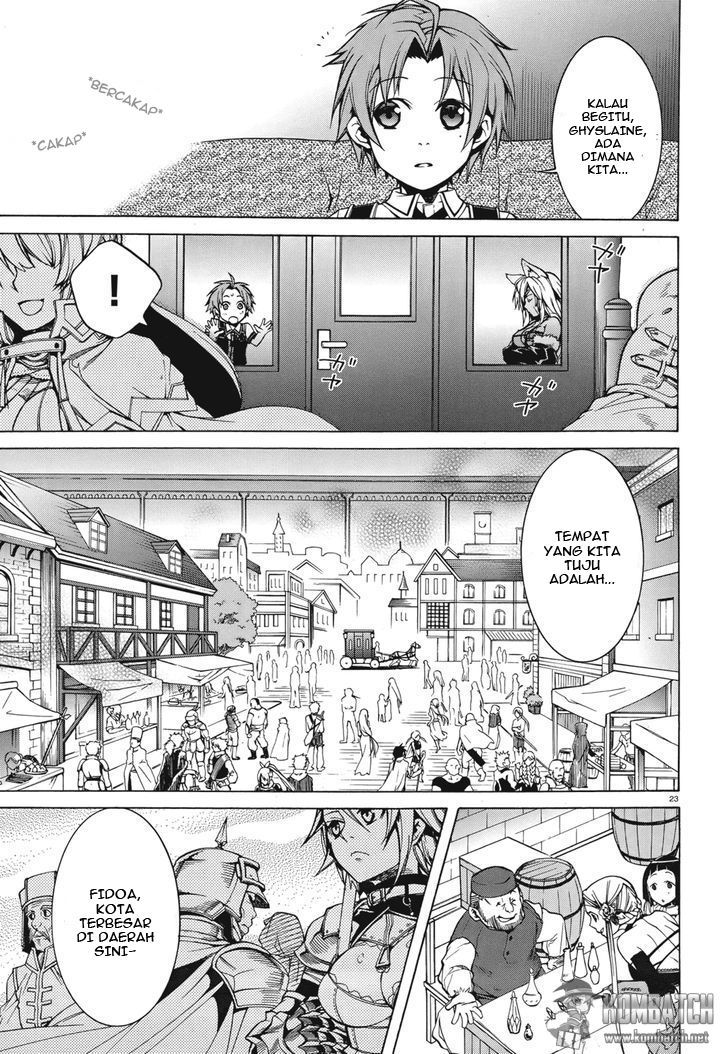 KALAU
BEGITU,
GHYSLAINE,
ADA
DIMANA
KITA...
*BERCAKAP*
*CAKAP*
!
TEMPAT
YANG KITA
TUJU
ADALAH...
23
FIDOA,
KOTA
TERBESAR
DI DAERAH
SINI-
KOMBATCH
www.kombatch.net